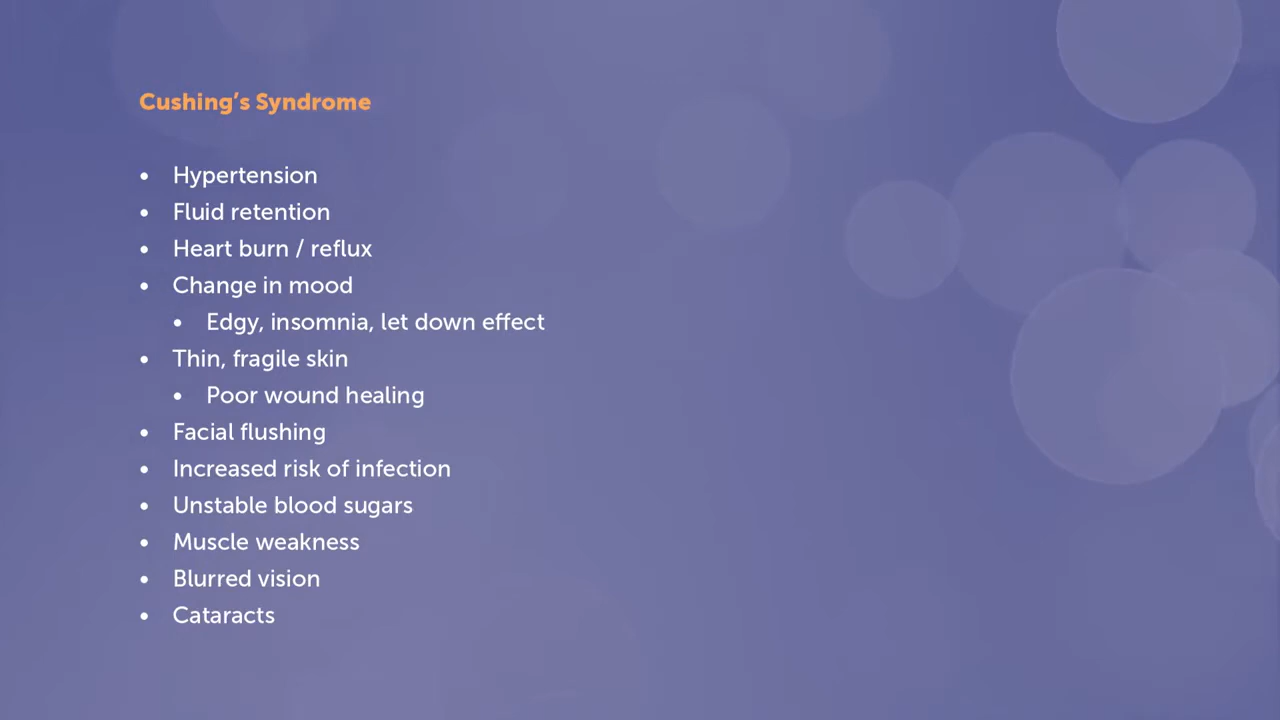 Cushing’s Syndrome
• Hypertension
• Fluid retention
• Heart burn / reflux
• Change in mood
• Edgy, insomnia, let down effect
• Thin, fragile skin
• Poor wound healing
• Facial flushing
• Increased risk of infection
• Unstable blood sugars
• Muscle weakness
• Blurred vision
• Cataracts